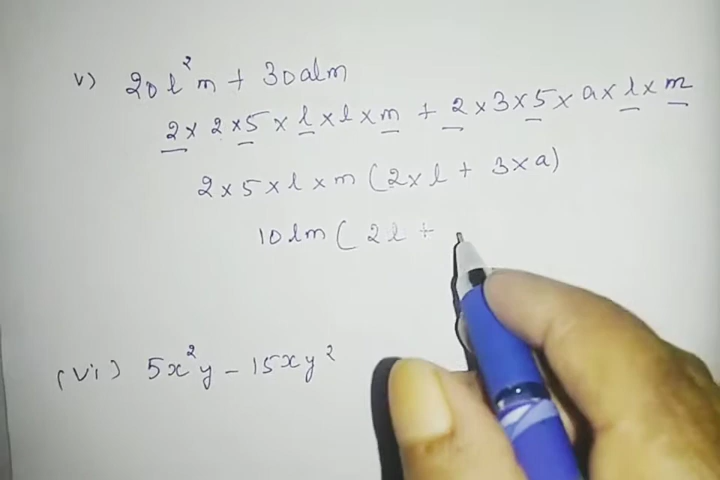 v) 20l²m + 30alm
2 × 2 × 5 × l × l × m + 2 × 3 × 5 × a × l × m
2 × 5 × l × m (2 × l + 3 × a)
10lm (2l +
(vi) 5x²y - 15xy²